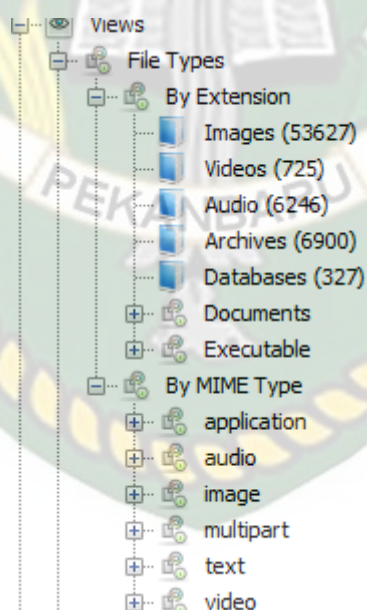 Views
File Types
By Extension
Images (53627)
Videos (725)
Audio (6246)
Archives (6900)
Databases (327)
Documents
Executable
By MIME Type
application
audio
image
multipart
text
video
PEKANBARU